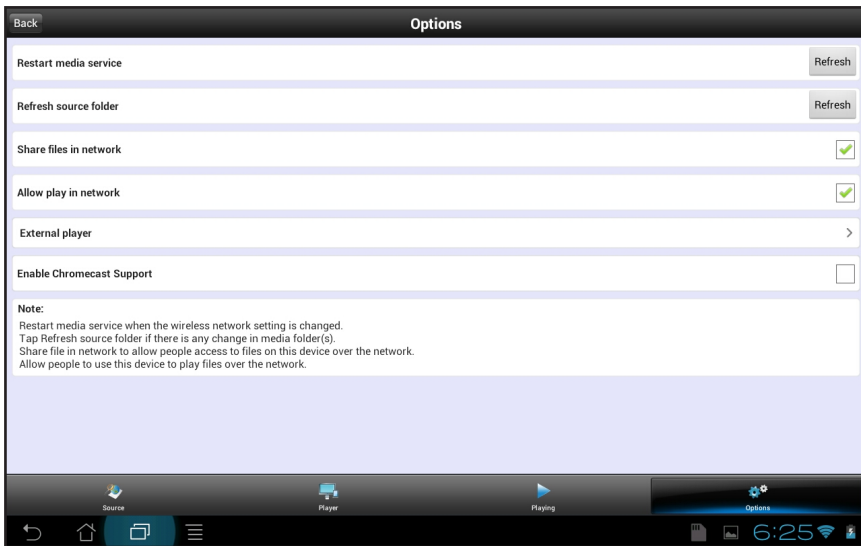 Back
Options
Restart media service
Refresh
Refresh source folder
Refresh
Share files in network
Allow play in network
External player
Enable Chromecast Support
Note:
Restart media service when the wireless network setting is changed.
Tap Refresh source folder if there is any change in media folder(s).
Share file in network to allow people access to files on this device over the network.
Allow people to use this device to play files over the network.
Source
Player
Playing
Options
6:25